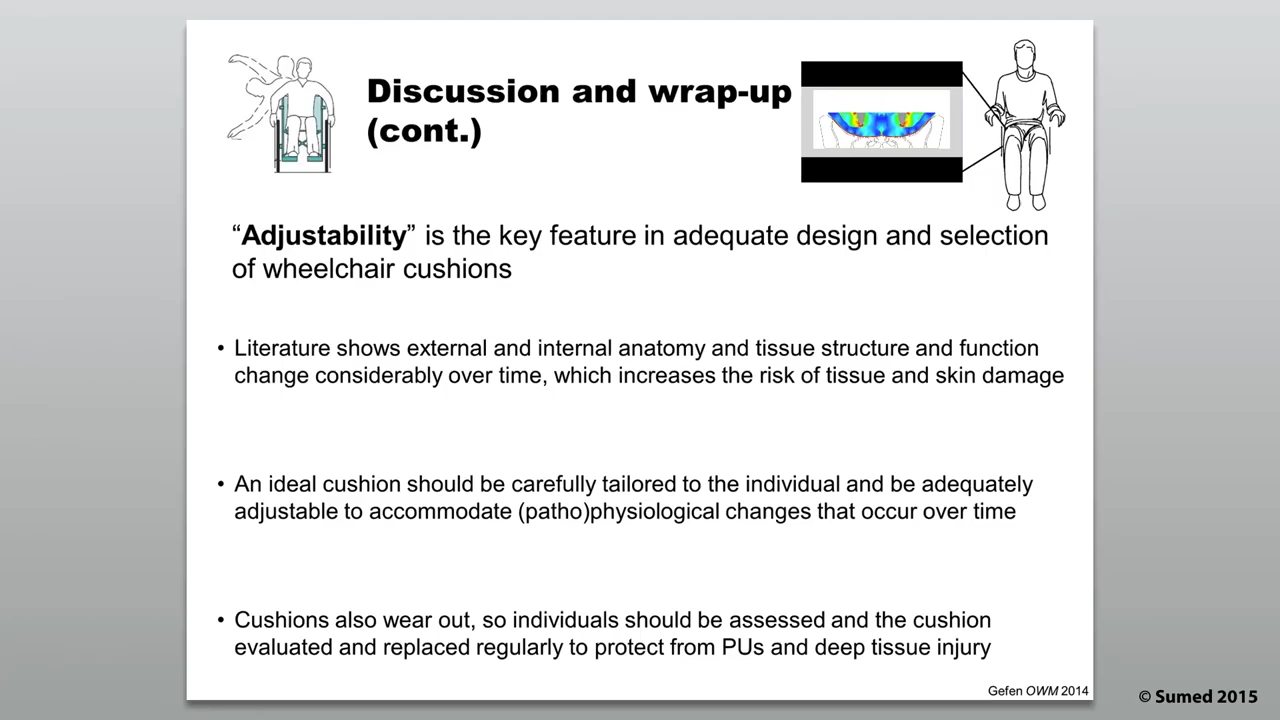 Discussion and wrap-up
(cont.)
“Adjustability” is the key feature in adequate design and selection
of wheelchair cushions
• Literature shows external and internal anatomy and tissue structure and function
change considerably over time, which increases the risk of tissue and skin damage
• An ideal cushion should be carefully tailored to the individual and be adequately
adjustable to accommodate (patho)physiological changes that occur over time
• Cushions also wear out, so individuals should be assessed and the cushion
evaluated and replaced regularly to protect from PUs and deep tissue injury
Gefen OWM 2014
© Sumed 2015